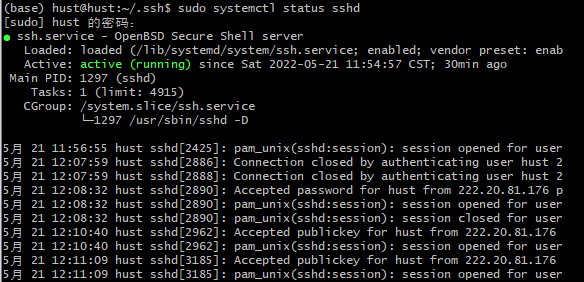 (base) hust@hust:~/.ssh$ sudo systemctl status sshd
[sudo] hust 的密码：
● ssh.service - OpenBSD Secure Shell server
Loaded: loaded (/lib/systemd/system/ssh.service; enabled; vendor preset: enab
Active: active (running) since Sat 2022-05-21 11:54:57 CST; 30min ago
Main PID: 1297 (sshd)
Tasks: 1 (limit: 4915)
CGroup: /system.slice/ssh.service
└─1297 /usr/sbin/sshd -D
5月 21 11:56:55 hust sshd[2425]: pam_unix(sshd:session): session opened for user
5月 21 12:07:59 hust sshd[2886]: Connection closed by authenticating user hust 2
5月 21 12:07:59 hust sshd[2888]: Connection closed by authenticating user hust 2
5月 21 12:08:32 hust sshd[2890]: Accepted password for hust from 222.20.81.176 p
5月 21 12:08:32 hust sshd[2890]: pam_unix(sshd:session): session opened for user
5月 21 12:08:32 hust sshd[2890]: pam_unix(sshd:session): session closed for user
5月 21 12:10:40 hust sshd[2962]: Accepted publickey for hust from 222.20.81.176
5月 21 12:10:40 hust sshd[2962]: pam_unix(sshd:session): session opened for user
5月 21 12:11:09 hust sshd[3185]: Accepted publickey for hust from 222.20.81.176
5月 21 12:11:09 hust sshd[3185]: pam_unix(sshd:session): session opened for user